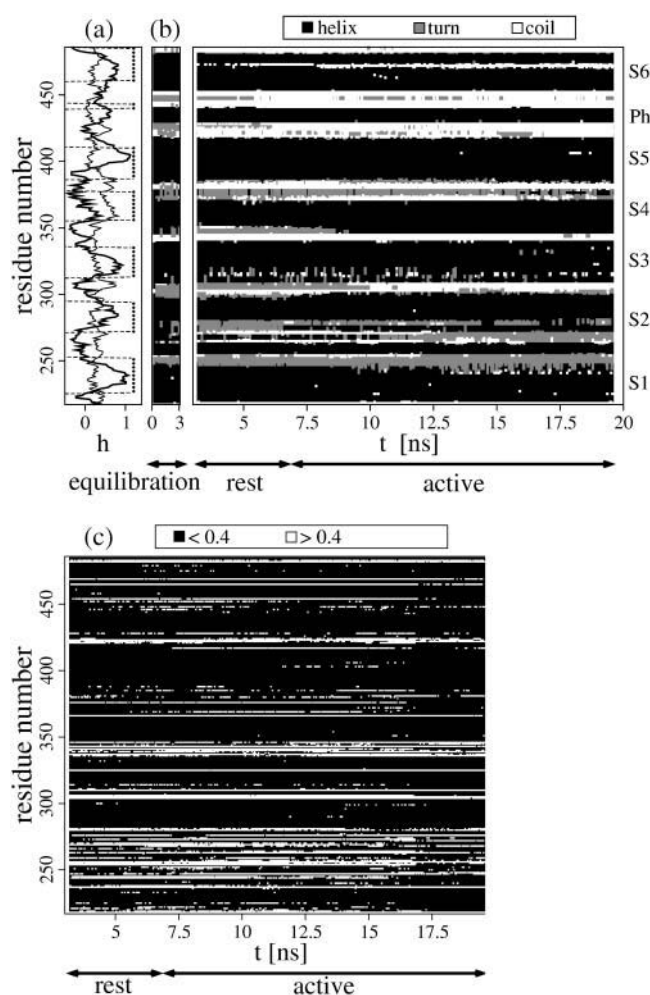 (a) (b) helix turn coil
residue number
450
400
350
300
250
S6
Ph
S5
S4
S3
S2
S1
0 1 0 3 5 7.5 10 12.5 15 17.5 20
h t [ns]
equilibration rest active
(c) < 0.4 > 0.4
residue number
450
400
350
300
250
5 7.5 10 12.5 15 17.5
t [ns]
rest active